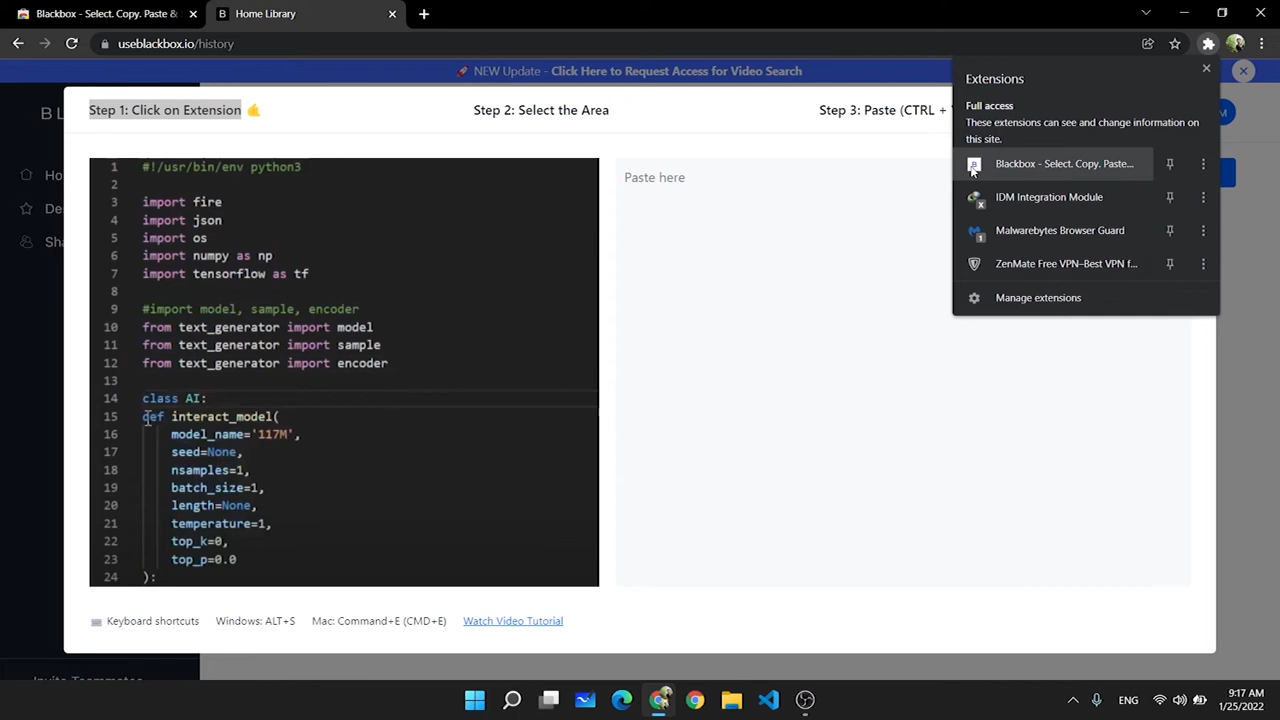 Blackbox - Select. Copy. Paste &
Home Library
useblackbox.io/history
NEW Update - Click Here to Request Access for Video Search
Extensions
Full access
These extensions can see and change information on
this site.
Blackbox - Select. Copy. Paste...
IDM Integration Module
Malwarebytes Browser Guard
ZenMate Free VPN–Best VPN f...
Manage extensions
B L
M
Ho
De
Sha
Step 1: Click on Extension
Step 2: Select the Area
Step 3: Paste (CTRL +
1 #!/usr/bin/env python3
2
3 import fire
4 import json
5 import os
6 import numpy as np
7 import tensorflow as tf
8
9 #import model, sample, encoder
10 from text_generator import model
11 from text_generator import sample
12 from text_generator import encoder
13
14 class AI:
15 def interact_model(
16 model_name='117M',
17 seed=None,
18 nsamples=1,
19 batch_size=1,
20 length=None,
21 temperature=1,
22 top_k=0,
23 top_p=0.0
24 ):
Paste here
Keyboard shortcuts Windows: ALT+S Mac: Command+E (CMD+E) Watch Video Tutorial
Invite Teammates
ENG
9:17 AM
1/25/2022